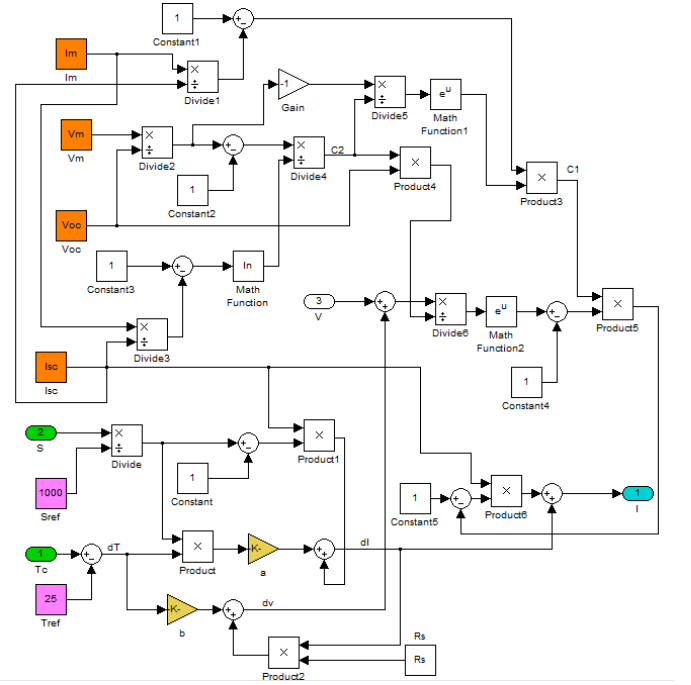 1
Constant1
Im
Im
×
÷
Divide1
-1
Gain
×
÷
Divide5
e^u
Math
Function1
Vm
Vm
×
÷
Divide2
×
÷
Divide4
C2
×
Product4
×
Product3
C1
1
Constant2
Voc
Voc
1
Constant3
ln
Math
Function
3
V
×
÷
Divide6
e^u
Math
Function2
×
Product5
×
÷
Divide3
Isc
Isc
1
Constant4
2
S
×
÷
Divide
1
Constant
×
Product1
1000
Sref
1
Constant5
×
Product6
1
I
1
Tc
dT
×
Product
K-
a
dI
25
Tref
K-
b
dv
×
Product2
Rs
Rs